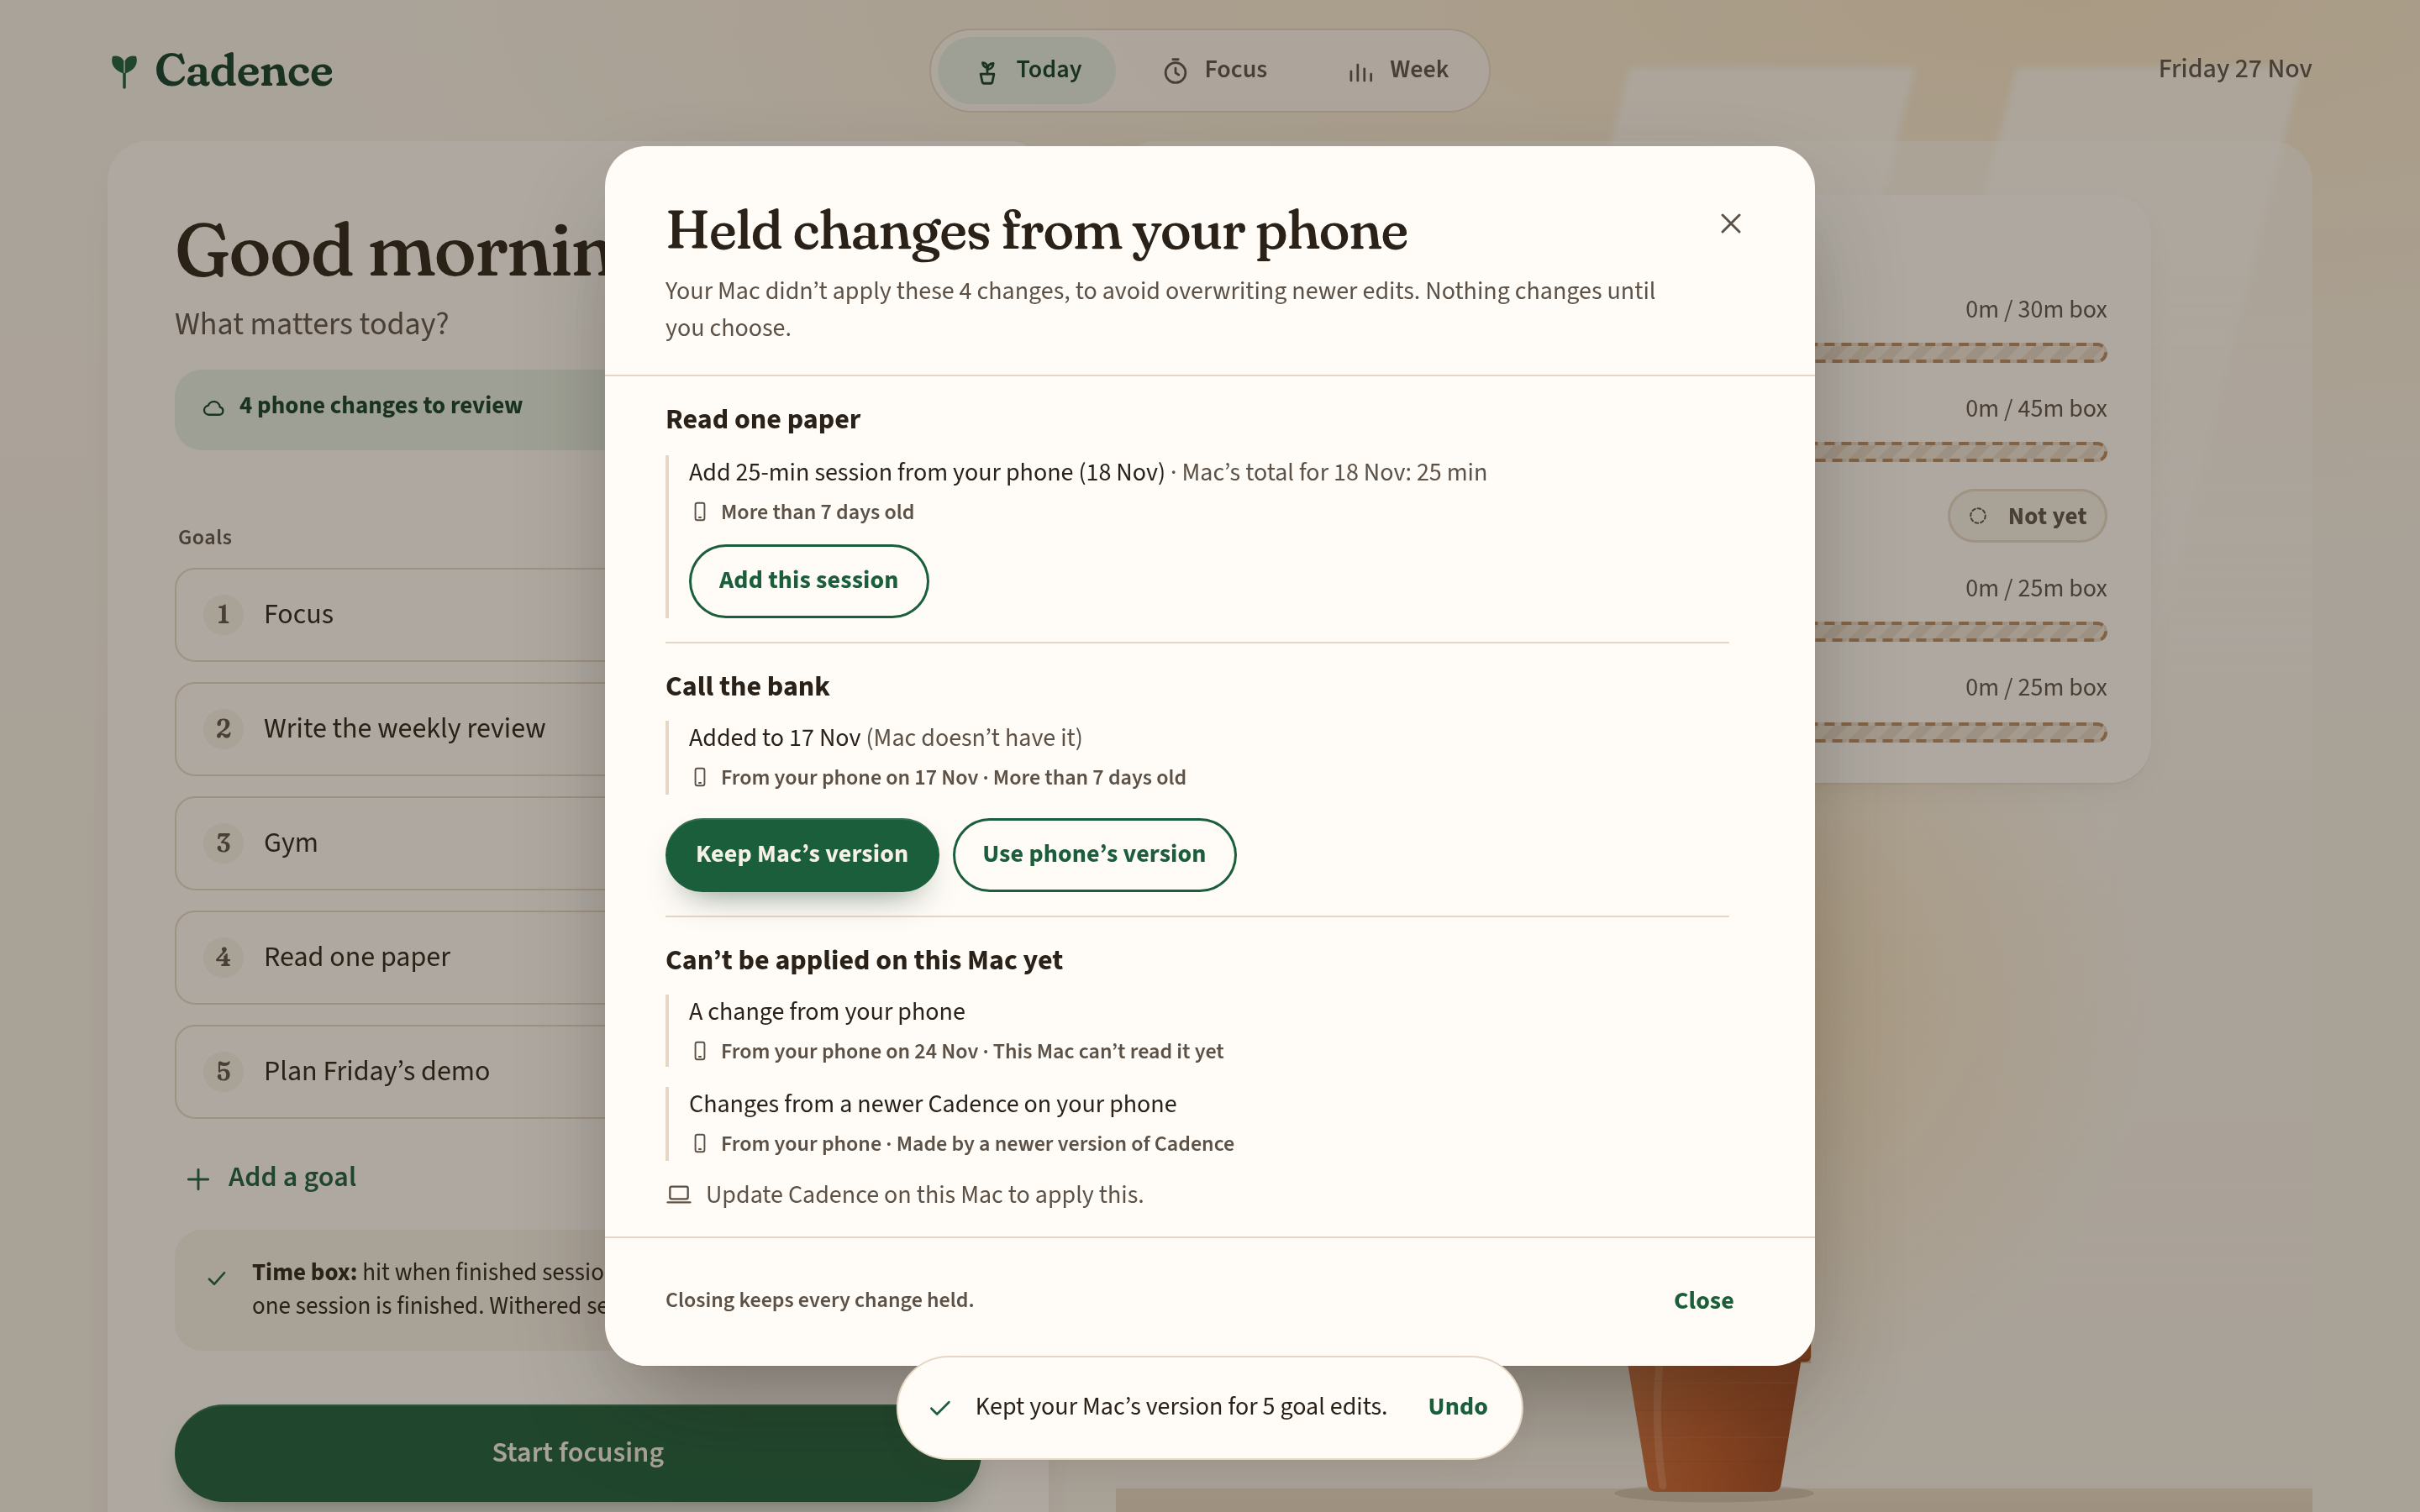 Cadence
Today
Focus
Week
Friday 27 Nov
Good mornin
What matters today?
4 phone changes to review
Goals
1 Focus
2 Write the weekly review
3 Gym
4 Read one paper
5 Plan Friday’s demo
Add a goal
Time box: hit when finished sessio
one session is finished. Withered se
Start focusing
Held changes from your phone
Your Mac didn’t apply these 4 changes, to avoid overwriting newer edits. Nothing changes until
you choose.
Read one paper
Add 25-min session from your phone (18 Nov) · Mac’s total for 18 Nov: 25 min
More than 7 days old
Add this session
Call the bank
Added to 17 Nov (Mac doesn’t have it)
From your phone on 17 Nov · More than 7 days old
Keep Mac’s version
Use phone’s version
Can’t be applied on this Mac yet
A change from your phone
From your phone on 24 Nov · This Mac can’t read it yet
Changes from a newer Cadence on your phone
From your phone · Made by a newer version of Cadence
Update Cadence on this Mac to apply this.
Closing keeps every change held.
Close
Kept your Mac’s version for 5 goal edits.
Undo
0m / 30m box
0m / 45m box
Not yet
0m / 25m box
0m / 25m box